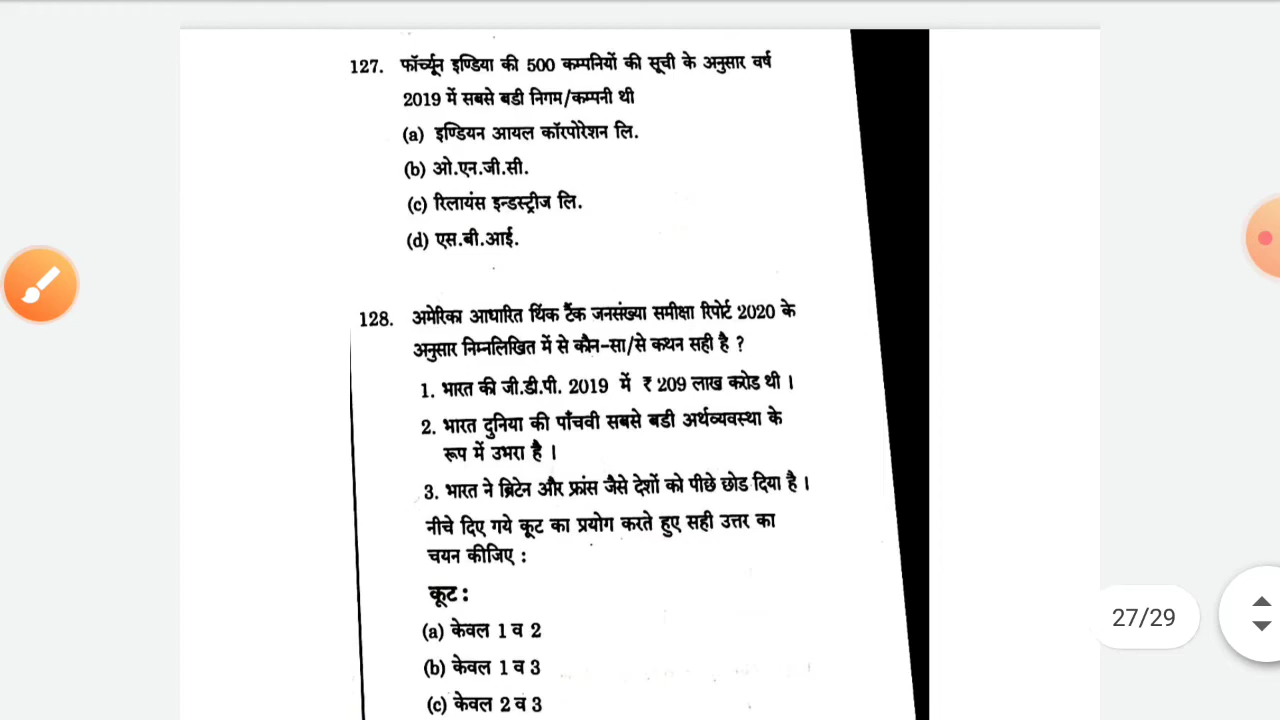 127. फॉर्च्यून इण्डिया की 500 कम्पनियों की सूची के अनुसार वर्ष
2019 में सबसे बडी निगम/कम्पनी थी
(a) इण्डियन आयल कॉरपोरेशन लि.
(b) ओ.एन.जी.सी.
(c) रिलायंस इन्डस्ट्रीज लि.
(d) एस.बी.आई.
128. अमेरिका आधारित थिंक टैंक जनसंख्या समीक्षा रिपोर्ट 2020 के
अनुसार निम्नलिखित में से कौन-सा/से कथन सही है ?
1. भारत की जी.डी.पी. 2019 में ₹ 209 लाख करोड थी ।
2. भारत दुनिया की पाँचवी सबसे बडी अर्थव्यवस्था के
रूप में उभरा है ।
3. भारत ने ब्रिटेन और फ्रांस जैसे देशों को पीछे छोड दिया है ।
नीचे दिए गये कूट का प्रयोग करते हुए सही उत्तर का
चयन कीजिए :
कूट :
(a) केवल 1 व 2
27/29
(b) केवल 1 व 3
(c) केवल 2 व 3